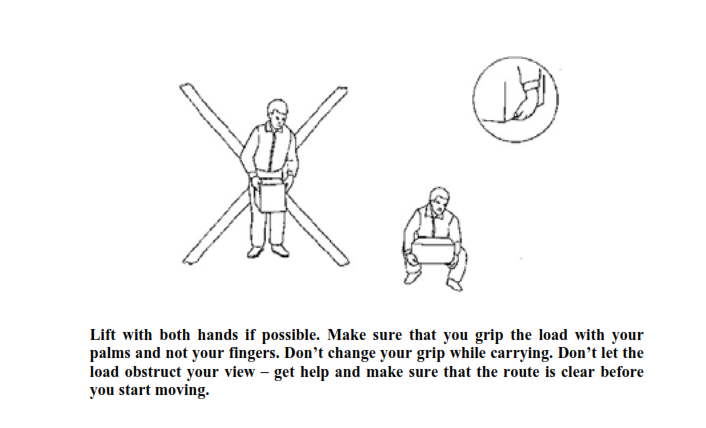 Lift with both hands if possible. Make sure that you grip the load with your
palms and not your fingers. Don’t change your grip while carrying. Don’t let the
load obstruct your view – get help and make sure that the route is clear before
you start moving.